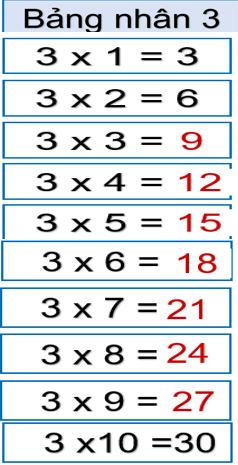 Bảng nhân 3
3 x 1 = 3
3 x 2 = 6
3 x 3 = 9
3 x 4 = 12
3 x 5 = 15
3 x 6 = 18
3 x 7 = 21
3 x 8 = 24
3 x 9 = 27
3 x10 =30